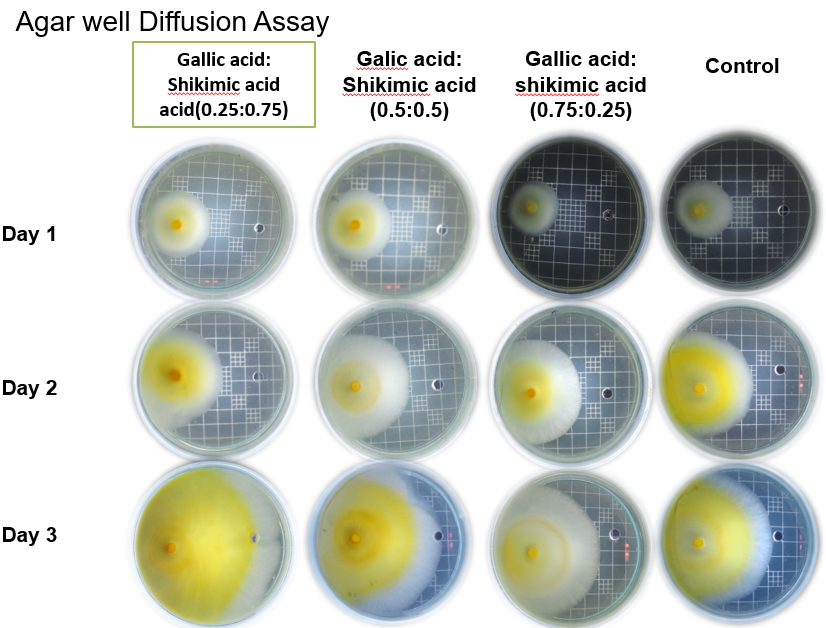 Agar well Diffusion Assay
Gallic acid:
Shikimic acid
acid(0.25:0.75)
Galic acid:
Shikimic acid
(0.5:0.5)
Gallic acid:
shikimic acid
(0.75:0.25)
Control
Day 1
Day 2
Day 3